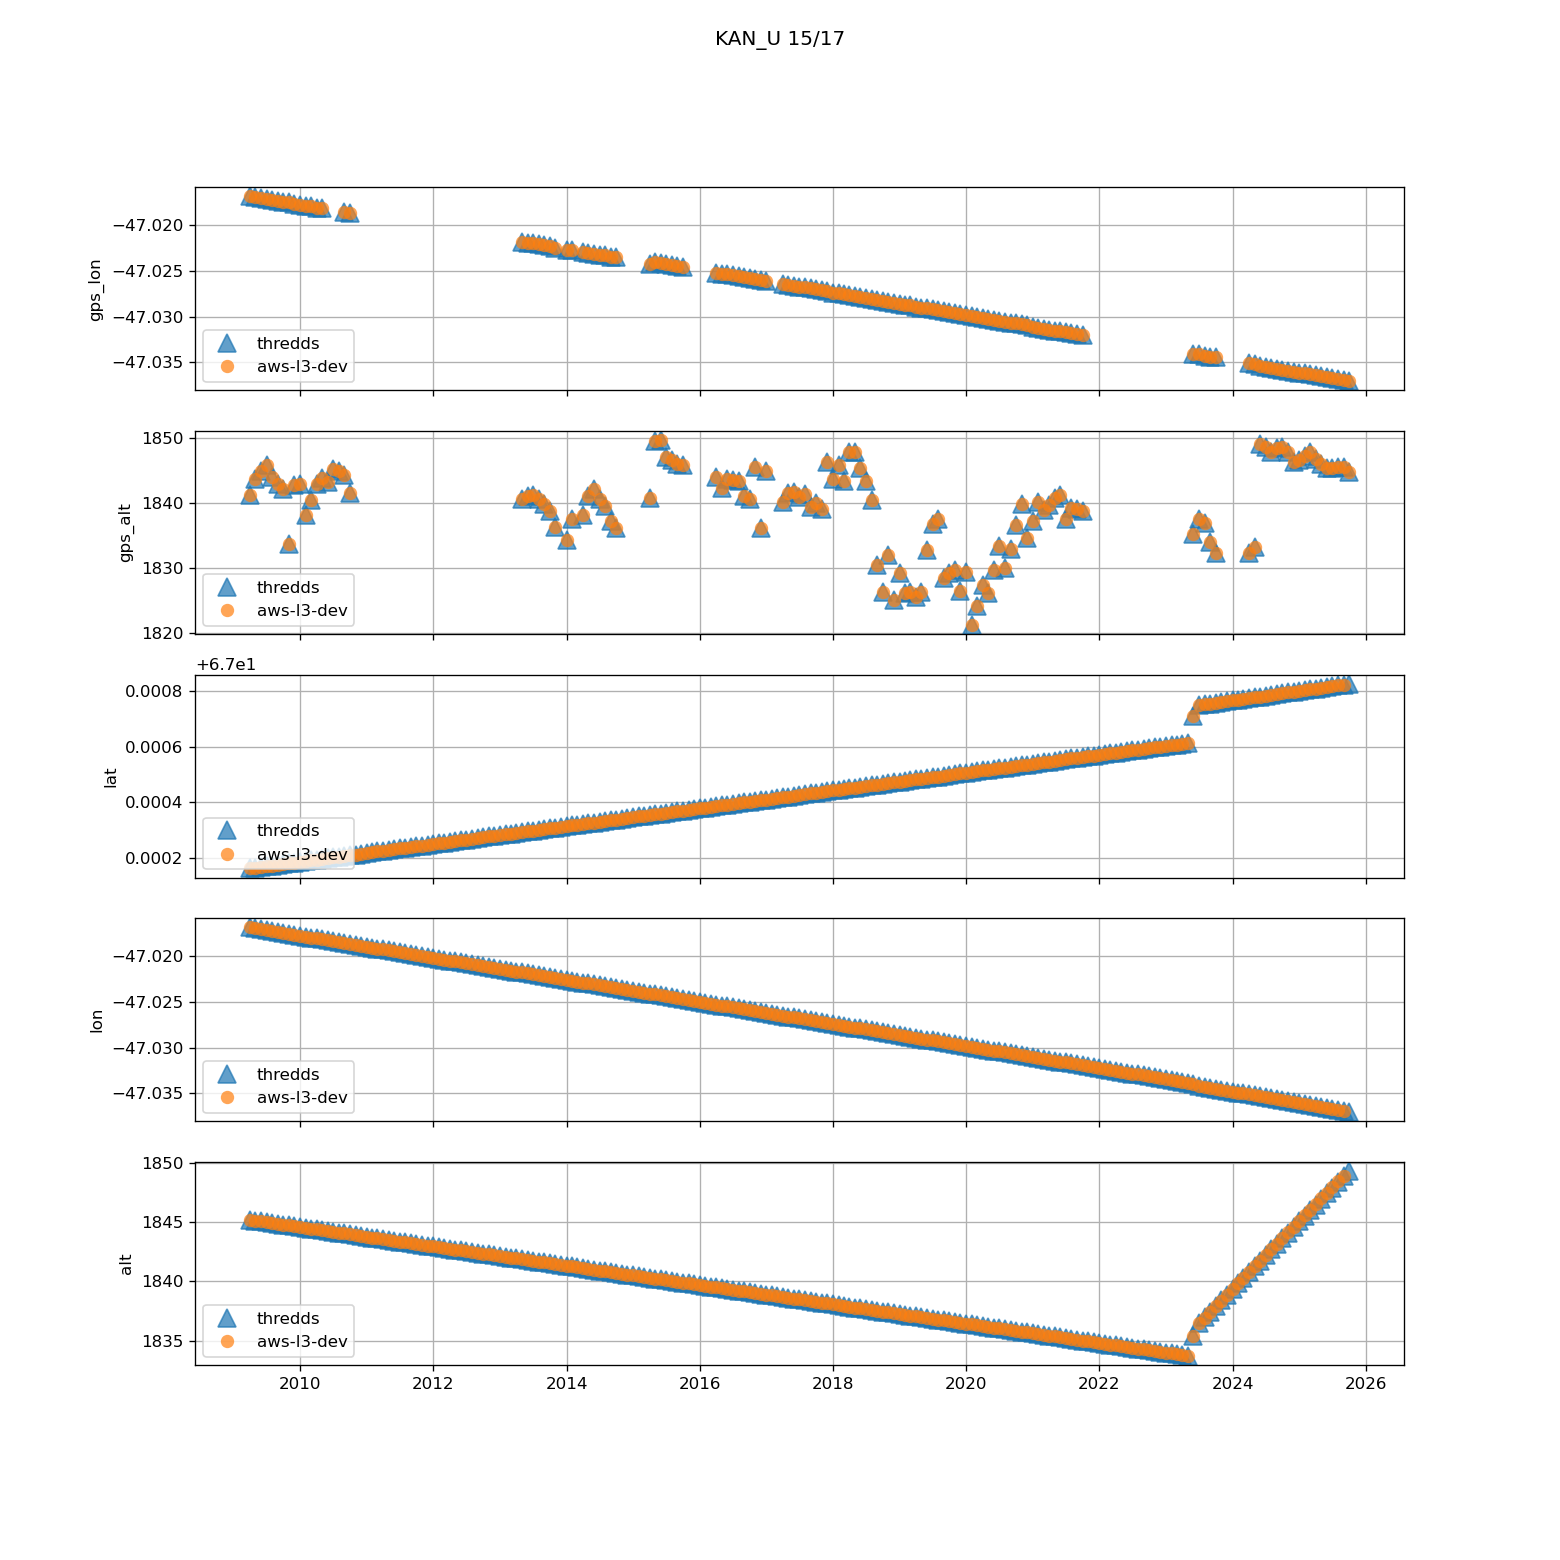 KAN_U 15/17
−47.020
−47.025
−47.030
−47.035
gps_lon
thredds
aws-l3-dev
1850
1840
1830
1820
gps_alt
thredds
aws-l3-dev
+6.7e1
0.0008
0.0006
0.0004
0.0002
lat
thredds
aws-l3-dev
−47.020
−47.025
−47.030
−47.035
lon
thredds
aws-l3-dev
1850
1845
1840
1835
alt
thredds
aws-l3-dev
2010 2012 2014 2016 2018 2020 2022 2024 2026